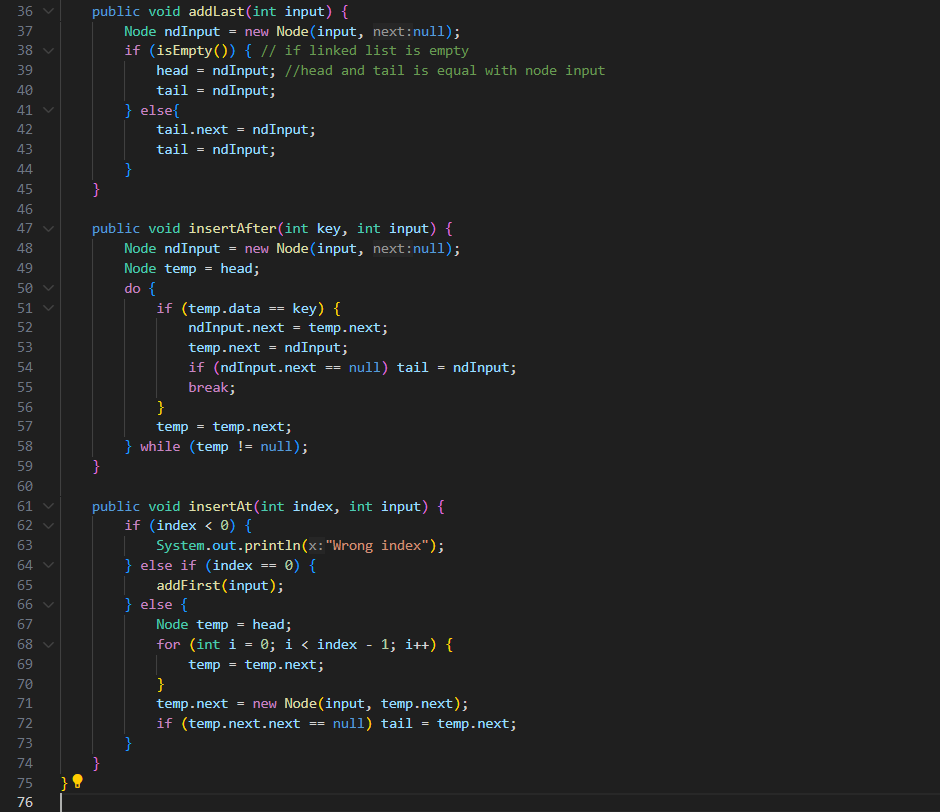 36 public void addLast(int input) {
37 Node ndInput = new Node(input, next:null);
38 if (isEmpty()) { // if linked list is empty
39 head = ndInput; //head and tail is equal with node input
40 tail = ndInput;
41 } else{
42 tail.next = ndInput;
43 tail = ndInput;
44 }
45 }
46
47 public void insertAfter(int key, int input) {
48 Node ndInput = new Node(input, next:null);
49 Node temp = head;
50 do {
51 if (temp.data == key) {
52 ndInput.next = temp.next;
53 temp.next = ndInput;
54 if (ndInput.next == null) tail = ndInput;
55 break;
56 }
57 temp = temp.next;
58 } while (temp != null);
59 }
60
61 public void insertAt(int index, int input) {
62 if (index < 0) {
63 System.out.println(x:"Wrong index");
64 } else if (index == 0) {
65 addFirst(input);
66 } else {
67 Node temp = head;
68 for (int i = 0; i < index - 1; i++) {
69 temp = temp.next;
70 }
71 temp.next = new Node(input, temp.next);
72 if (temp.next.next == null) tail = temp.next;
73 }
74 }
75 }
76